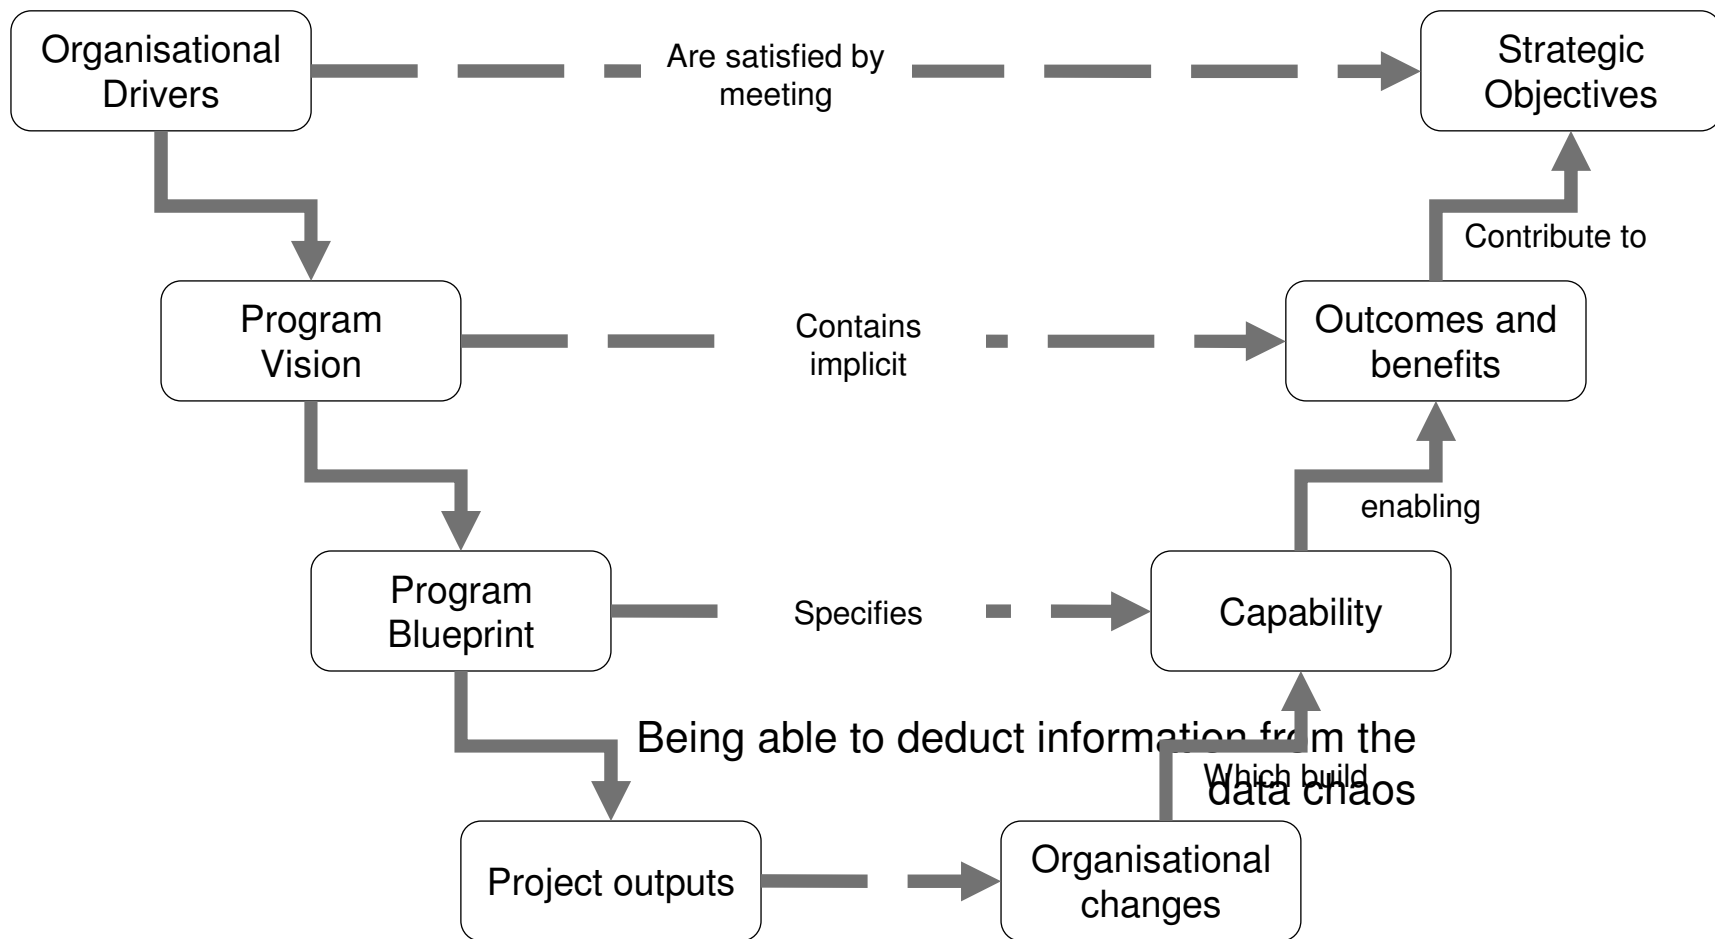 Organisational
Drivers
Are satisfied by
meeting
Strategic
Objectives
Contribute to
Program
Vision
Contains
implicit
Outcomes and
benefits
enabling
Program
Blueprint
Specifies
Capability
Being able to deduct information from the
data chaos
Which build
Project outputs
Organisational
changes